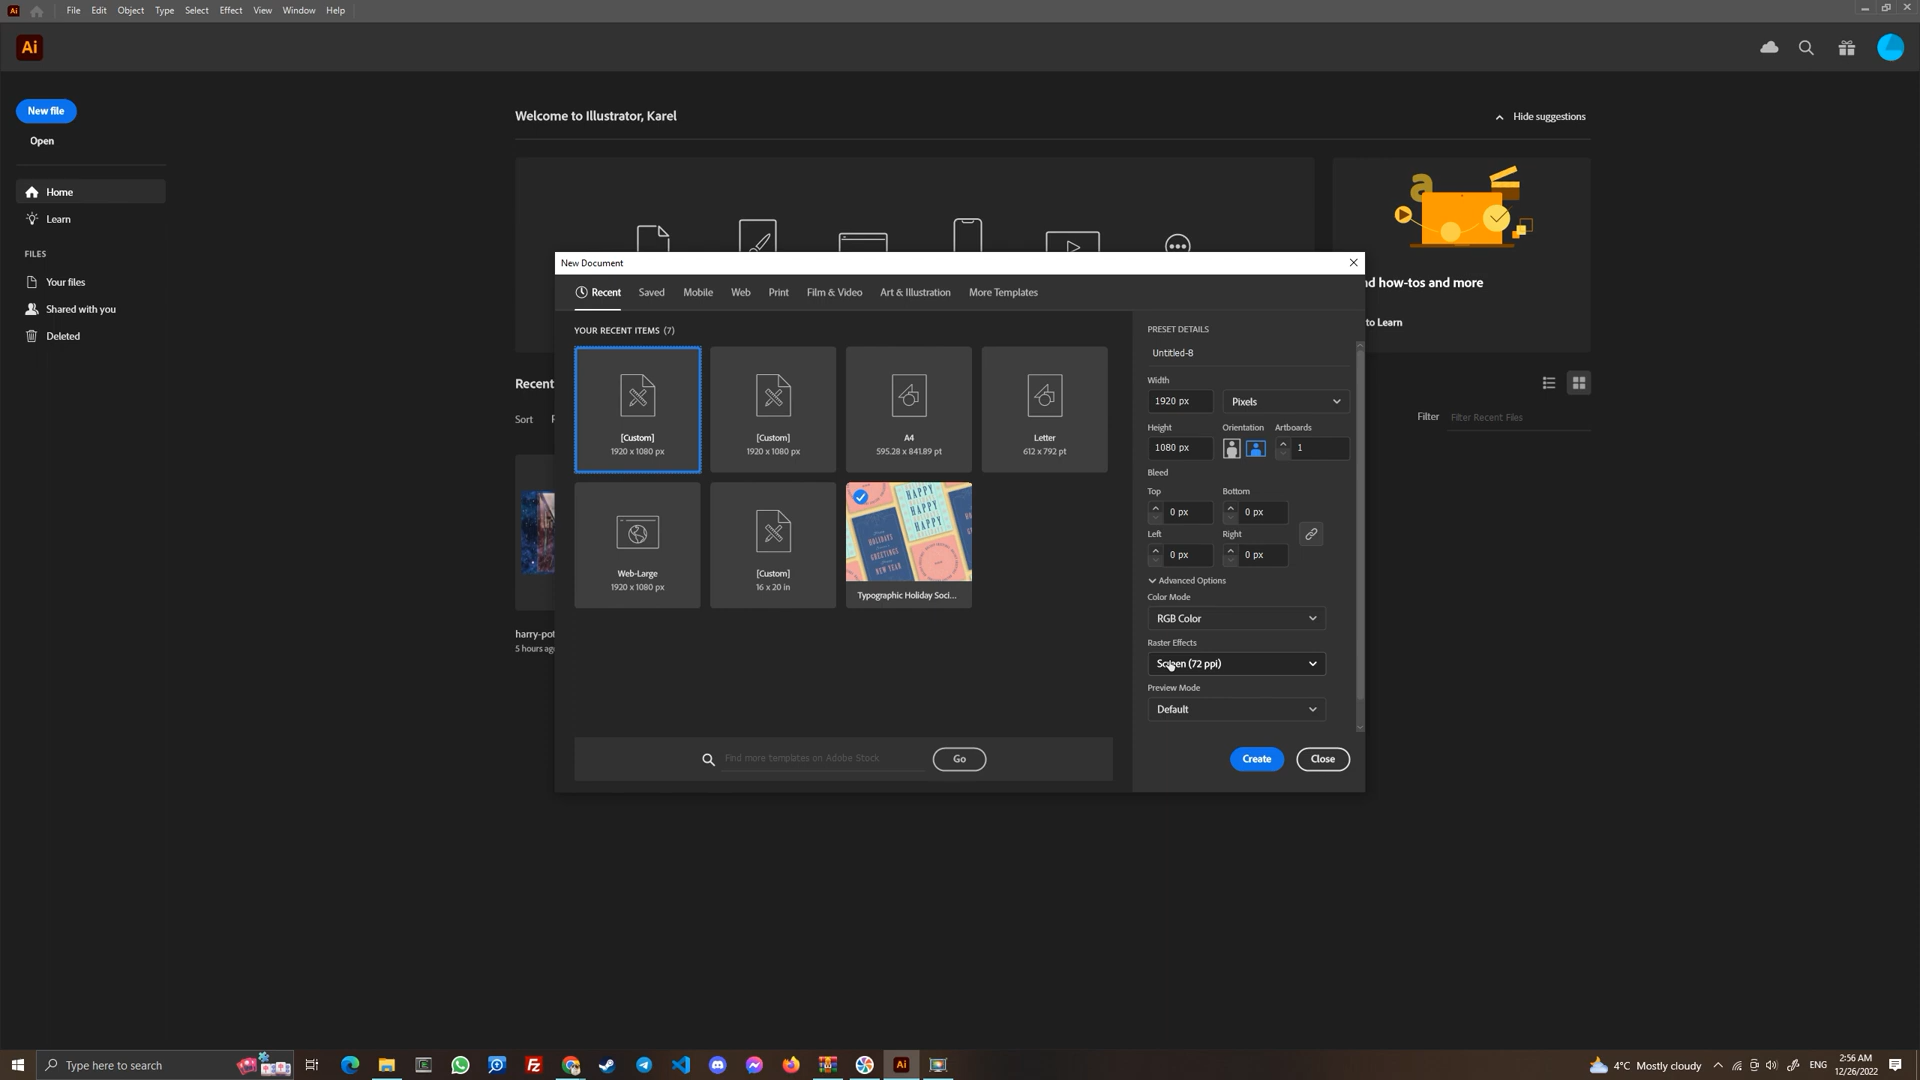 Ai
File Edit Object Type Select Effect View Window Help
Ai
New file
Open
Home
Learn
FILES
Your files
Shared with you
Deleted
Welcome to Illustrator, Karel
Hide suggestions
nd how-tos and more
to Learn
Recent
Sort
Filter Filter Recent Files
harry-pot
5 hours ag
New Document
Recent Saved Mobile Web Print Film & Video Art & Illustration More Templates
YOUR RECENT ITEMS (7)
[Custom]
1920 x 1080 px
[Custom]
1920 x 1080 px
A4
595.28 x 841.89 pt
Letter
612 x 792 pt
Web-Large
1920 x 1080 px
[Custom]
16 x 20 in
HAPPY
HAPPY
HAPPY
Typographic Holiday Soci...
Find more templates on Adobe Stock
Go
PRESET DETAILS
Untitled-8
Width
1920 px Pixels
Height Orientation Artboards
1080 px 1
Bleed
Top Bottom
0 px 0 px
Left Right
0 px 0 px
Advanced Options
Color Mode
RGB Color
Raster Effects
Screen (72 ppi)
Preview Mode
Default
Create Close
Type here to search
4°C Mostly cloudy
ENG
2:56 AM
12/26/2022